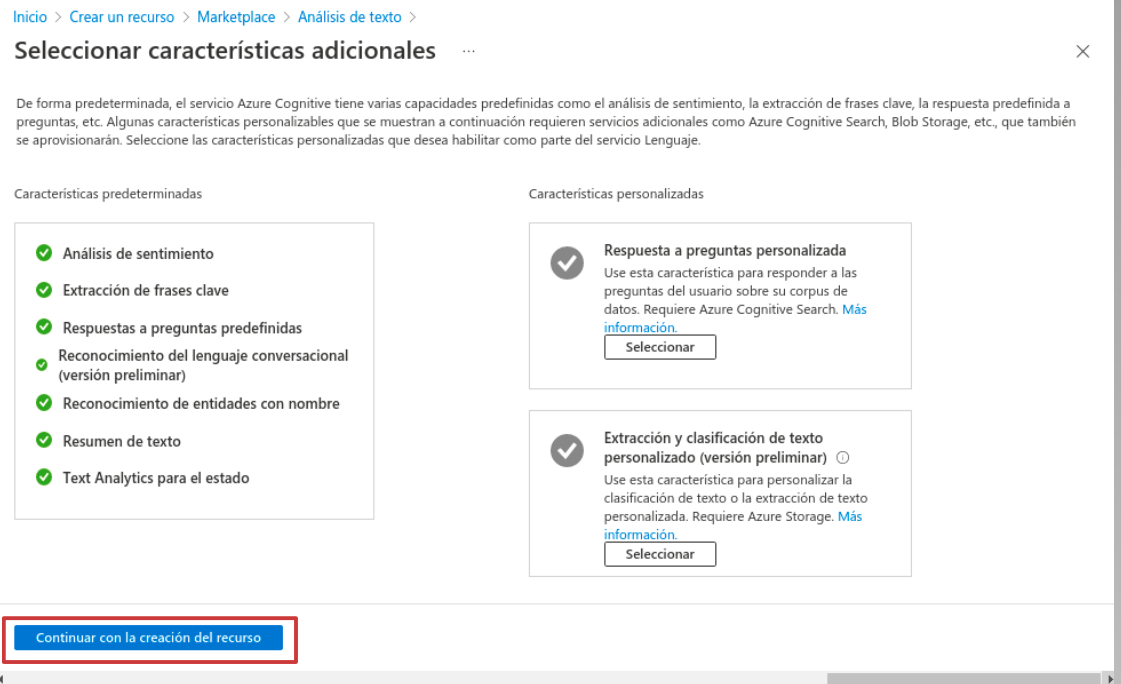 Inicio > Crear un recurso > Marketplace > Análisis de texto >
Seleccionar características adicionales ...
De forma predeterminada, el servicio Azure Cognitive tiene varias capacidades predefinidas como el análisis de sentimiento, la extracción de frases clave, la respuesta predefinida a
preguntas, etc. Algunas características personalizables que se muestran a continuación requieren servicios adicionales como Azure Cognitive Search, Blob Storage, etc., que también
se aprovisionarán. Seleccione las características personalizadas que desea habilitar como parte del servicio Lenguaje.
Características predeterminadas
Análisis de sentimiento
Extracción de frases clave
Respuestas a preguntas predefinidas
Reconocimiento del lenguaje conversacional
(versión preliminar)
Reconocimiento de entidades con nombre
Resumen de texto
Text Analytics para el estado
Características personalizadas
Respuesta a preguntas personalizada
Use esta característica para responder a las
preguntas del usuario sobre su corpus de
datos. Requiere Azure Cognitive Search. Más
información.
Seleccionar
Extracción y clasificación de texto
personalizado (versión preliminar)
Use esta característica para personalizar la
clasificación de texto o la extracción de texto
personalizada. Requiere Azure Storage. Más
información.
Seleccionar
Continuar con la creación del recurso